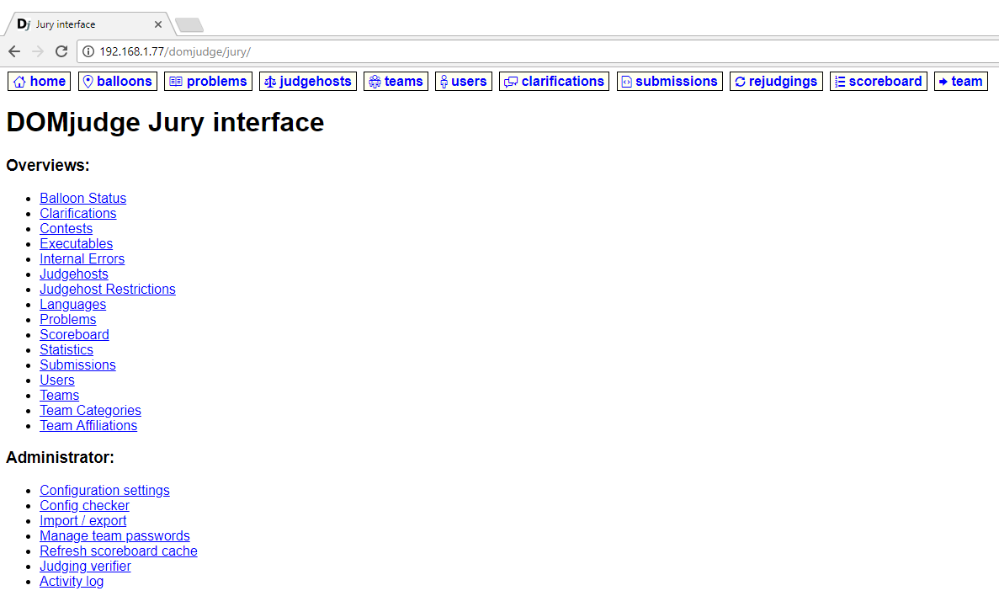 Dj Jury interface
192.168.1.77/domjudge/jury/
home balloons problems judgehosts teams users clarifications submissions rejudgings scoreboard team
DOMjudge Jury interface
Overviews:
Balloon Status
Clarifications
Contests
Executables
Internal Errors
Judgehosts
Judgehost Restrictions
Languages
Problems
Scoreboard
Statistics
Submissions
Users
Teams
Team Categories
Team Affiliations
Administrator:
Configuration settings
Config checker
Import / export
Manage team passwords
Refresh scoreboard cache
Judging verifier
Activity log